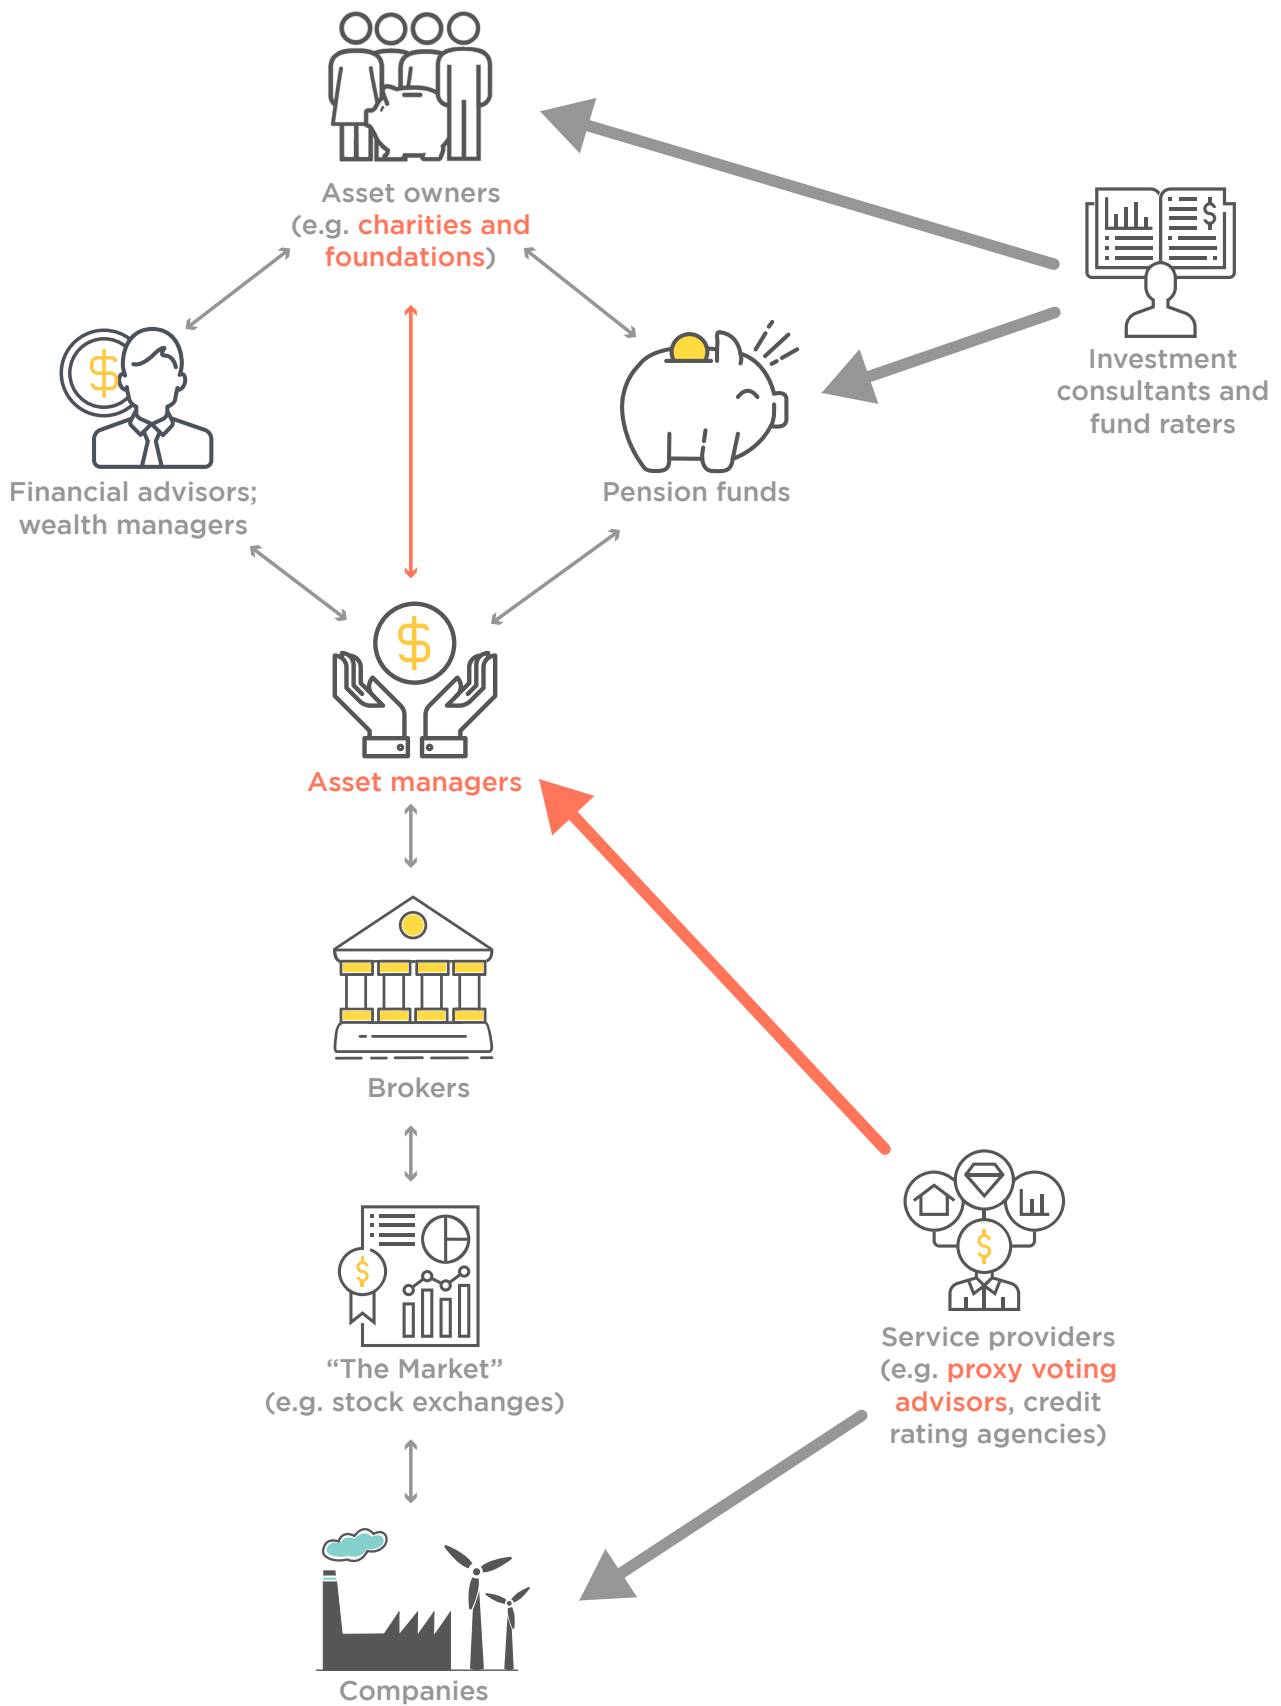 Asset owners
(e.g. charities and
foundations)
Investment
consultants and
fund raters
Financial advisors;
wealth managers
Pension funds
Asset managers
Brokers
“The Market”
(e.g. stock exchanges)
Service providers
(e.g. proxy voting
advisors, credit
rating agencies)
Companies